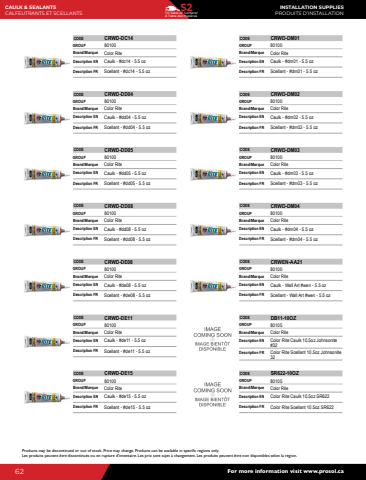 CAULK & SEALANTS
CALFEUTRANTS ET SCELLANTS
S2
INSTALLATION SUPPLIES
PRODUITS D'INSTALLATION
CODE CRWD-DC14
GROUP 8010G
Brand/Marque Color Rite
Description EN Caulk - #dc14 - 5.5 oz
Description FR Scellant - #dc14 - 5.5 oz
CODE CRWD-DD04
GROUP 8010G
Brand/Marque Color Rite
Description EN Caulk - #dd04 - 5.5 oz
Description FR Scellant - #dd04 - 5.5 oz
CODE CRWD-DD05
GROUP 8010G
Brand/Marque Color Rite
Description EN Caulk - #dd05 - 5.5 oz
Description FR Scellant - #dd05 - 5.5 oz
CODE CRWD-DD08
GROUP 8010G
Brand/Marque Color Rite
Description EN Caulk - #dd08 - 5.5 oz
Description FR Scellant - #dd08 - 5.5 oz
CODE CRWD-DE08
GROUP 8010G
Brand/Marque Color Rite
Description EN Caulk - #de08 - 5.5 oz
Description FR Scellant - #de08 - 5.5 oz
CODE CRWD-DE11
GROUP 8010G
Brand/Marque Color Rite
Description EN Caulk - #de11 - 5.5 oz
Description FR Scellant - #de11 - 5.5 oz
CODE CRWD-DE15
GROUP 8010G
Brand/Marque Color Rite
Description EN Caulk - #de15 - 5.5 oz
Description FR Scellant - #de15 - 5.5 oz
CODE CRWD-DM01
GROUP 8010G
Brand/Marque Color Rite
Description EN Caulk - #dm01 - 5.5 oz
Description FR Scellant - #dm01 - 5.5 oz
CODE CRWD-DM02
GROUP 8010G
Brand/Marque Color Rite
Description EN Caulk - #dm02 - 5.5 oz
Description FR Scellant - #dm02 - 5.5 oz
CODE CRWD-DM03
GROUP 8010G
Brand/Marque Color Rite
Description EN Caulk - #dm03 - 5.5 oz
Description FR Scellant - #dm03 - 5.5 oz
CODE CRWD-DM04
GROUP 8010G
Brand/Marque Color Rite
Description EN Caulk - #dm04 - 5.5 oz
Description FR Scellant - #dm04 - 5.5 oz
CODE CRWEN-AA21
GROUP 8010G
Brand/Marque Color Rite
Description EN Caulk - Wall Art #wen - 5.5 oz
Description FR Scellant - Wall Art #wen - 5.5 oz
IMAGE
COMING SOON
IMAGE BIENTÔT
DISPONIBLE
CODE DB11-10OZ
GROUP 8010S
Brand/Marque Color Rite
Description EN Color Rite Caulk 10.5oz Johnsonite
#32
Description FR Color Rite Scellant 10.5oz Johnsonite
32
IMAGE
COMING SOON
IMAGE BIENTÔT
DISPONIBLE
CODE SR622-10OZ
GROUP 8010S
Brand/Marque Color Rite
Description EN Color Rite Caulk 10.5oz SR622
Description FR Color Rite Scellant 10.5oz SR622
Products may be discontinued or out of stock. Price may change. Products can be available in specific regions only.
Les produits peuvent être discontinués ou en rupture d'inventaire. Les prix sont sujet à changement. Les produits peuvent être non disponibles selon la région.
62
For more information visit www.prosol.ca